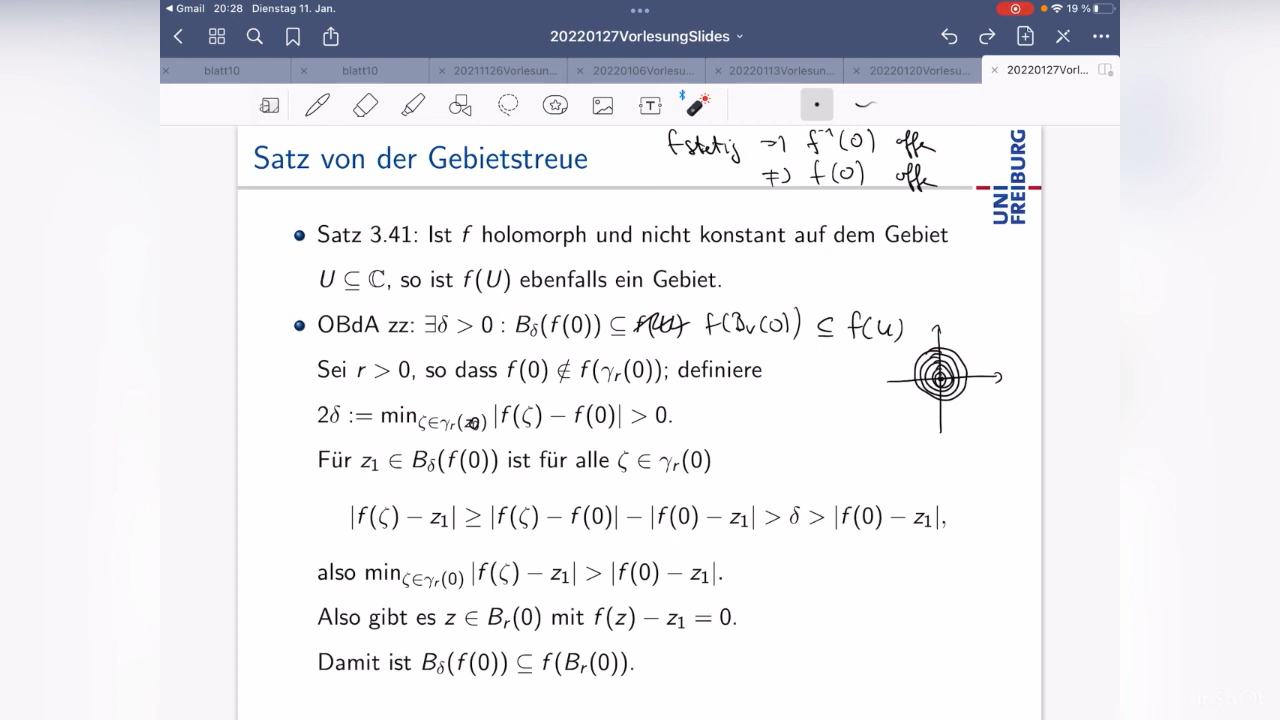 Gmail 20:28 Dienstag 11. Jan.
19 %
20220127VorlesungSlides
blatt10 blatt10 20211126Vorlesun... 20220106Vorlesu... 20220113Vorlesun... 20220120Vorlesu... 20220127Vorl...
f stetig => f⁻¹(O) offen
Satz von der Gebietstreue
≠> f(O) offen
UNI
FREIBURG
• Satz 3.41: Ist f holomorph und nicht konstant auf dem Gebiet
U ⊆ ℂ, so ist f(U) ebenfalls ein Gebiet.
• OBdA zz: ∃δ > 0 : B_δ(f(0)) ⊆ f(B_r(0)) ⊆ f(U)
Sei r > 0, so dass f(0) ∉ f(γ_r(0)); definiere
2δ := min_{ζ∈γ_r(0)} |f(ζ) − f(0)| > 0.
Für z₁ ∈ B_δ(f(0)) ist für alle ζ ∈ γ_r(0)
|f(ζ) − z₁| ≥ |f(ζ) − f(0)| − |f(0) − z₁| > δ > |f(0) − z₁|,
also min_{ζ∈γ_r(0)} |f(ζ) − z₁| > |f(0) − z₁|.
Also gibt es z ∈ B_r(0) mit f(z) − z₁ = 0.
Damit ist B_δ(f(0)) ⊆ f(B_r(0)).